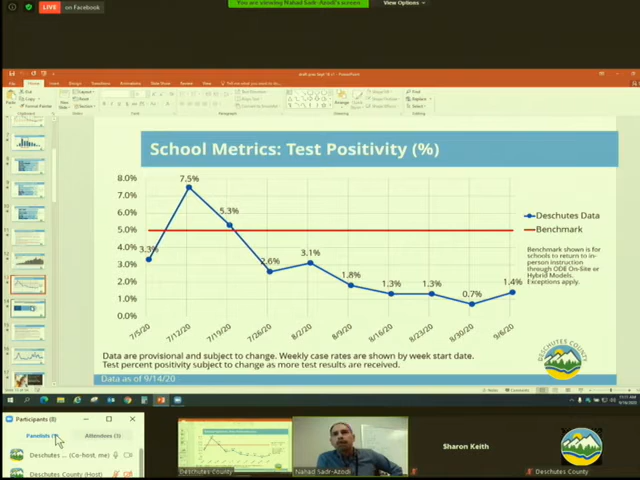 LIVE on Facebook
You are viewing Nahad Sadr-Azodi's screen
View Options
School Metrics: Test Positivity (%)
8.0%
7.0%
6.0%
5.0%
4.0%
3.0%
2.0%
1.0%
0.0%
3.3%
7.5%
5.3%
2.6%
3.1%
1.8%
1.3%
1.3%
0.7%
1.4%
7/5/20
7/12/20
7/19/20
7/26/20
8/2/20
8/9/20
8/16/20
8/23/20
8/30/20
9/6/20
Deschutes Data
Benchmark
Benchmark shown is for
schools to return to in-
person instruction
through ODE On-Site or
Hybrid Models.
Exceptions apply.
DESCHUTES COUNTY
Data are provisional and subject to change. Weekly case rates are shown by week start date.
Test percent positivity subject to change as more test results are received.
Data as of 9/14/20
Participants (8)
Panelists
Attendees (3)
Deschutes ... (Co-host, me)
Deschutes County (Host)
Deschutes County
Nahad Sadr-Azodi
Sharon Keith
Deschutes County